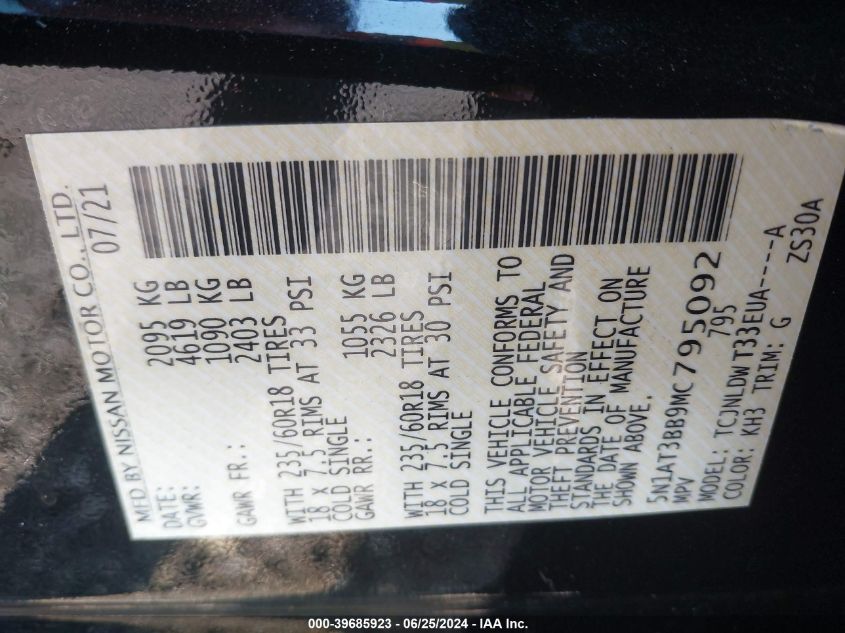 MFD BY NISSAN MOTOR CO., LTD.
DATE: 07/21
GVWR: 2095 KG
4619 LB
GAWR FR.: 1090 KG
2403 LB
WITH 235/60R18 TIRES
18 x 7.5 RIMS AT 33 PSI
COLD SINGLE
GAWR RR.: 1055 KG
2326 LB
WITH 235/60R18 TIRES
18 x 7.5 RIMS AT 30 PSI
COLD SINGLE
THIS VEHICLE CONFORMS TO
ALL APPLICABLE FEDERAL
MOTOR VEHICLE SAFETY AND
THEFT PREVENTION
STANDARDS IN EFFECT ON
THE DATE OF MANUFACTURE
SHOWN ABOVE.
5N1AT3BB9MC795092
MPV 795
MODEL: TCJNLDWT33EUA----A
COLOR: KH3 TRIM: G ZS30A
000-39685923 - 06/25/2024 - IAA Inc.